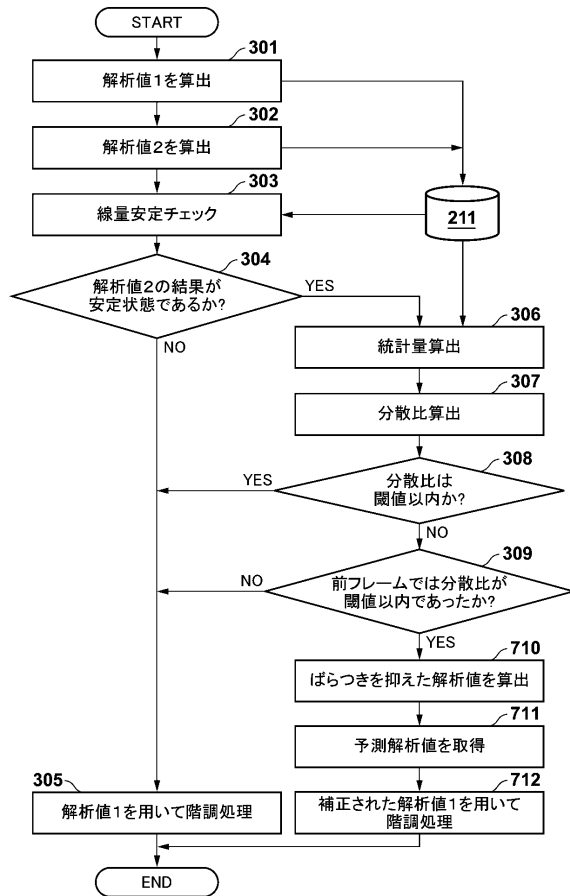 START
301
解析値1を算出
302
解析値2を算出
303
線量安定チェック
211
304
解析値2の結果が
安定状態であるか?
YES
NO
306
統計量算出
307
分散比算出
308
分散比は
閾値以内か?
YES
NO
309
前フレームでは分散比が
閾値以内であったか?
NO
YES
710
ばらつきを抑えた解析値を算出
711
予測解析値を取得
305
解析値1を用いて階調処理
712
補正された解析値1を用いて
階調処理
END